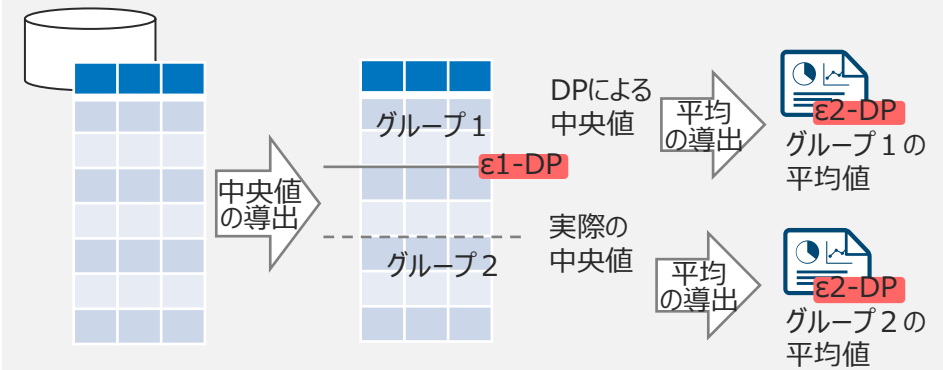 中央値
の導出
グループ１
ε1-DP
グループ２
DPによる
中央値
実際の
中央値
平均
の導出
ε2-DP
グループ１の
平均値
平均
の導出
ε2-DP
グループ２の
平均値